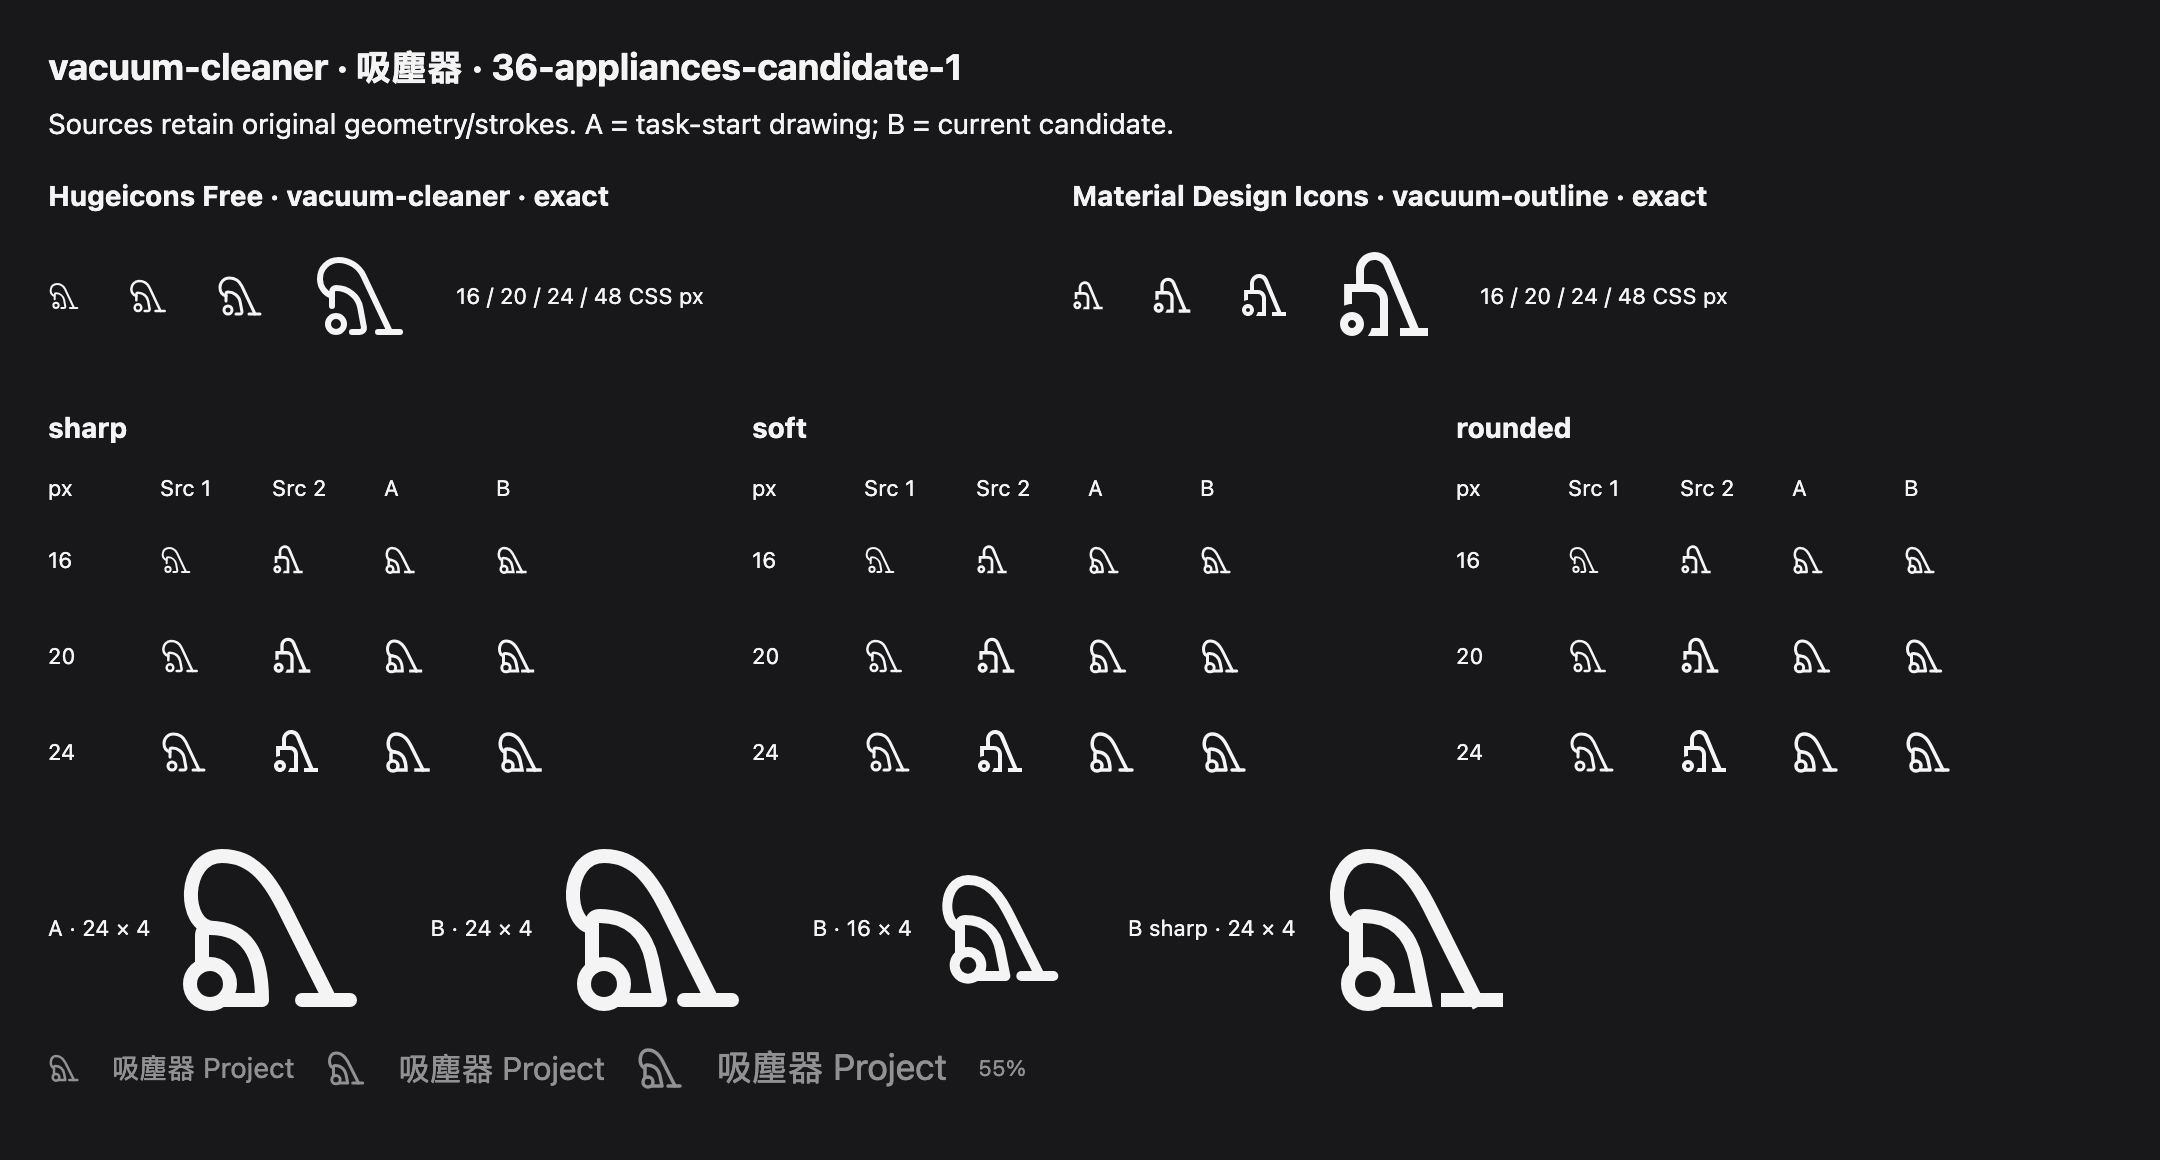 vacuum-cleaner · 吸塵器 · 36-appliances-candidate-1
Sources retain original geometry/strokes. A = task-start drawing; B = current candidate.
Hugeicons Free · vacuum-cleaner · exact
16 / 20 / 24 / 48 CSS px
Material Design Icons · vacuum-outline · exact
16 / 20 / 24 / 48 CSS px
sharp
px Src 1 Src 2 A B
16
20
24
soft
px Src 1 Src 2 A B
16
20
24
rounded
px Src 1 Src 2 A B
16
20
24
A · 24 × 4
B · 24 × 4
B · 16 × 4
B sharp · 24 × 4
吸塵器 Project
吸塵器 Project
吸塵器 Project
55%